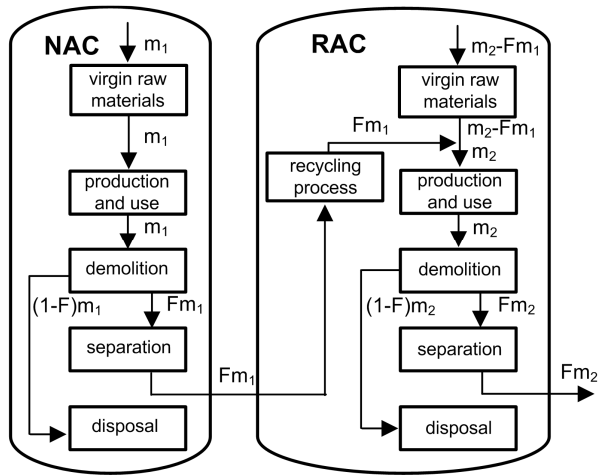 NAC
m1
virgin raw
materials
m1
production
and use
m1
demolition
(1-F)m1
Fm1
separation
Fm1
disposal
RAC
m2-Fm1
virgin raw
materials
Fm1
m2-Fm1
m2
recycling
process
production
and use
m2
demolition
(1-F)m2
Fm2
separation
Fm2
disposal